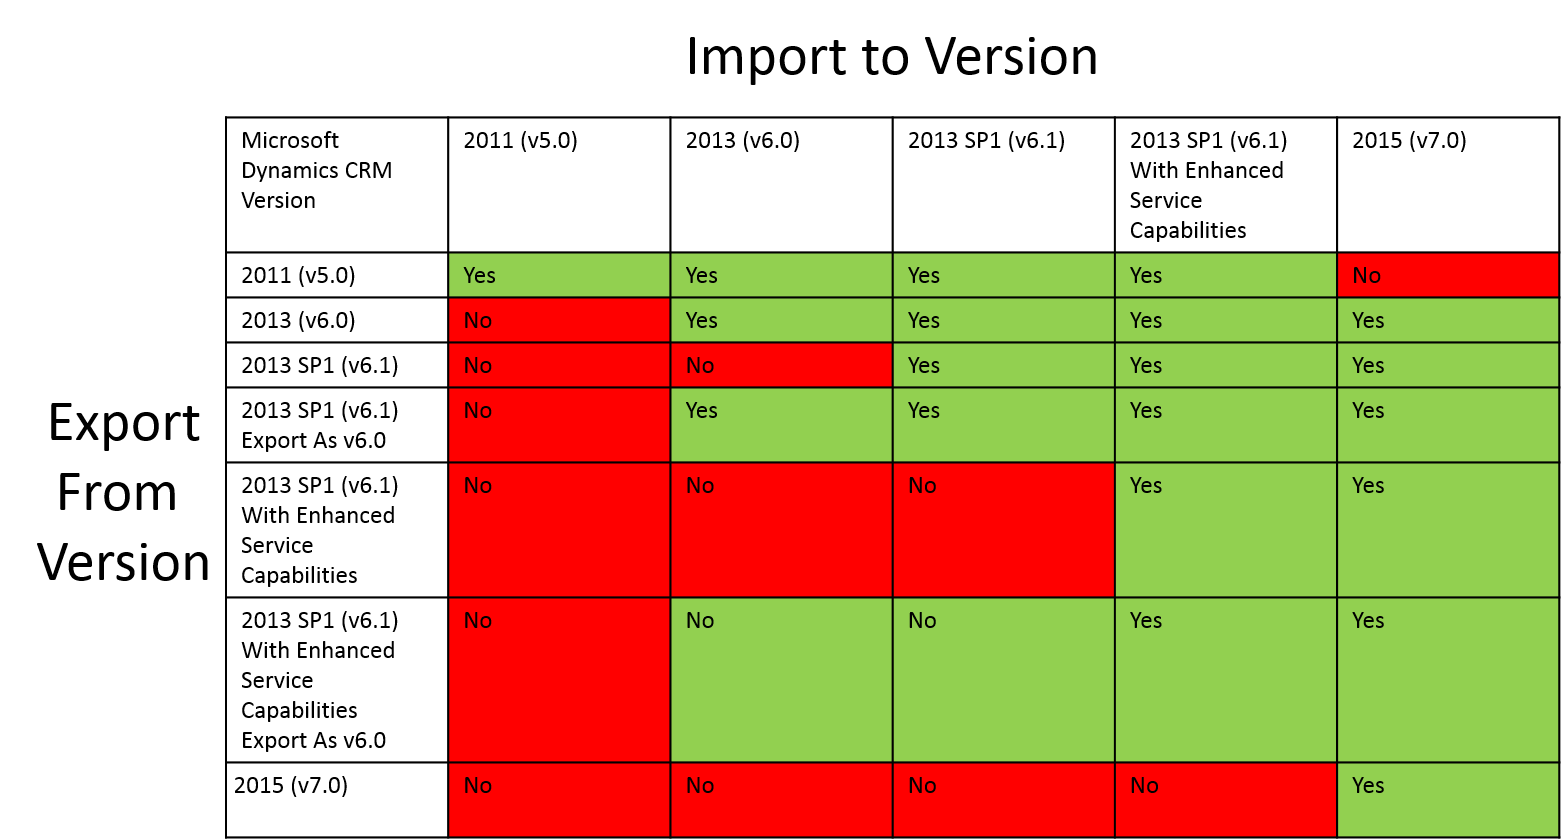 Import to Version
Microsoft
Dynamics CRM
Version
2011 (v5.0)
2013 (v6.0)
2013 SP1 (v6.1)
2013 SP1 (v6.1)
With Enhanced
Service
Capabilities
2015 (v7.0)
2011 (v5.0)
Yes
Yes
Yes
Yes
No
2013 (v6.0)
No
Yes
Yes
Yes
Yes
2013 SP1 (v6.1)
No
No
Yes
Yes
Yes
Export
From
Version
2013 SP1 (v6.1)
Export As v6.0
No
Yes
Yes
Yes
Yes
2013 SP1 (v6.1)
With Enhanced
Service
Capabilities
No
No
No
Yes
Yes
2013 SP1 (v6.1)
With Enhanced
Service
Capabilities
Export As v6.0
No
No
No
Yes
Yes
2015 (v7.0)
No
No
No
No
Yes